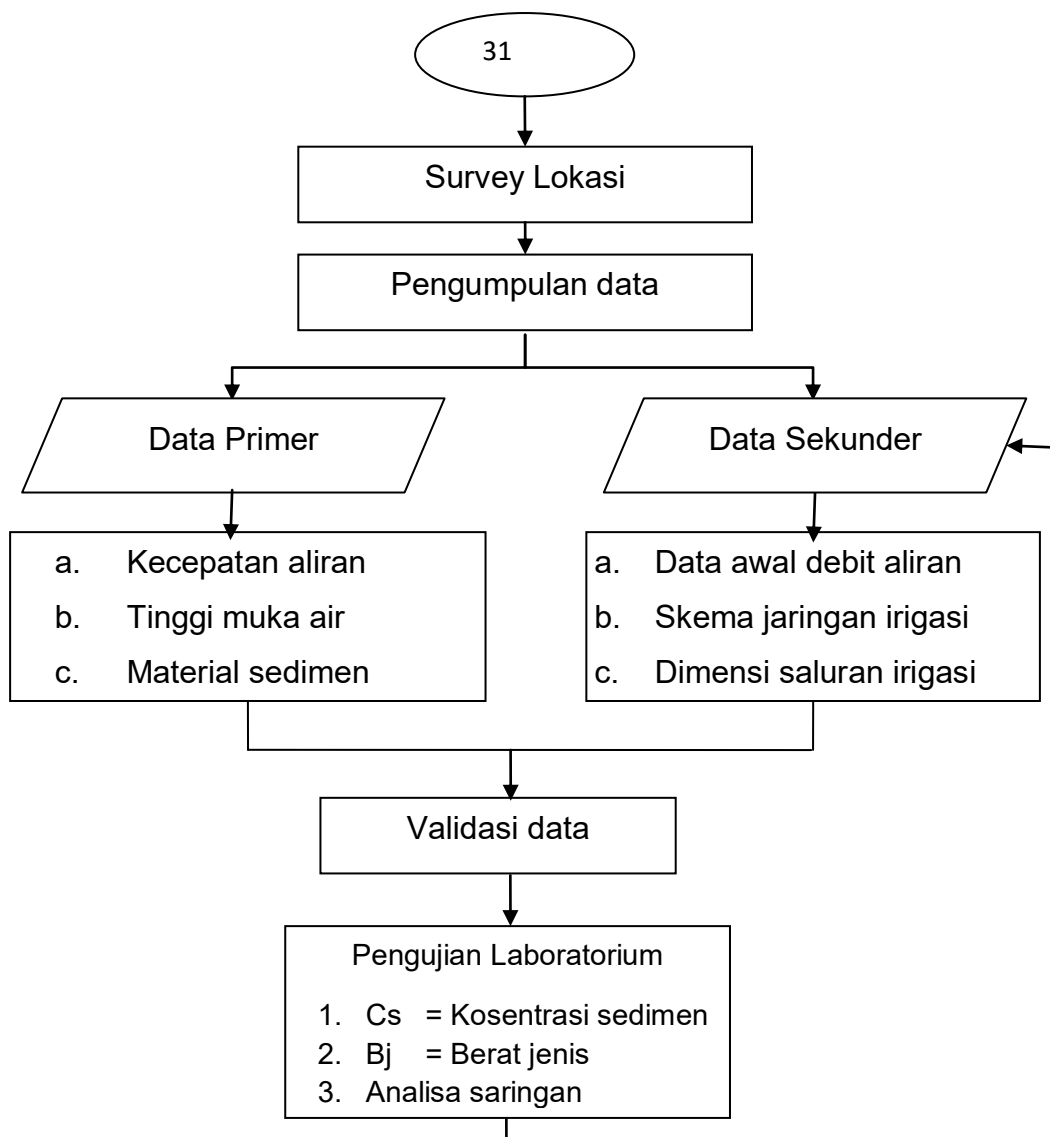 31
Survey Lokasi
Pengumpulan data
Data Primer
Data Sekunder
a. Kecepatan aliran
b. Tinggi muka air
c. Material sedimen
a. Data awal debit aliran
b. Skema jaringan irigasi
c. Dimensi saluran irigasi
Validasi data
Pengujian Laboratorium
1. Cs = Kosentrasi sedimen
2. Bj = Berat jenis
3. Analisa saringan